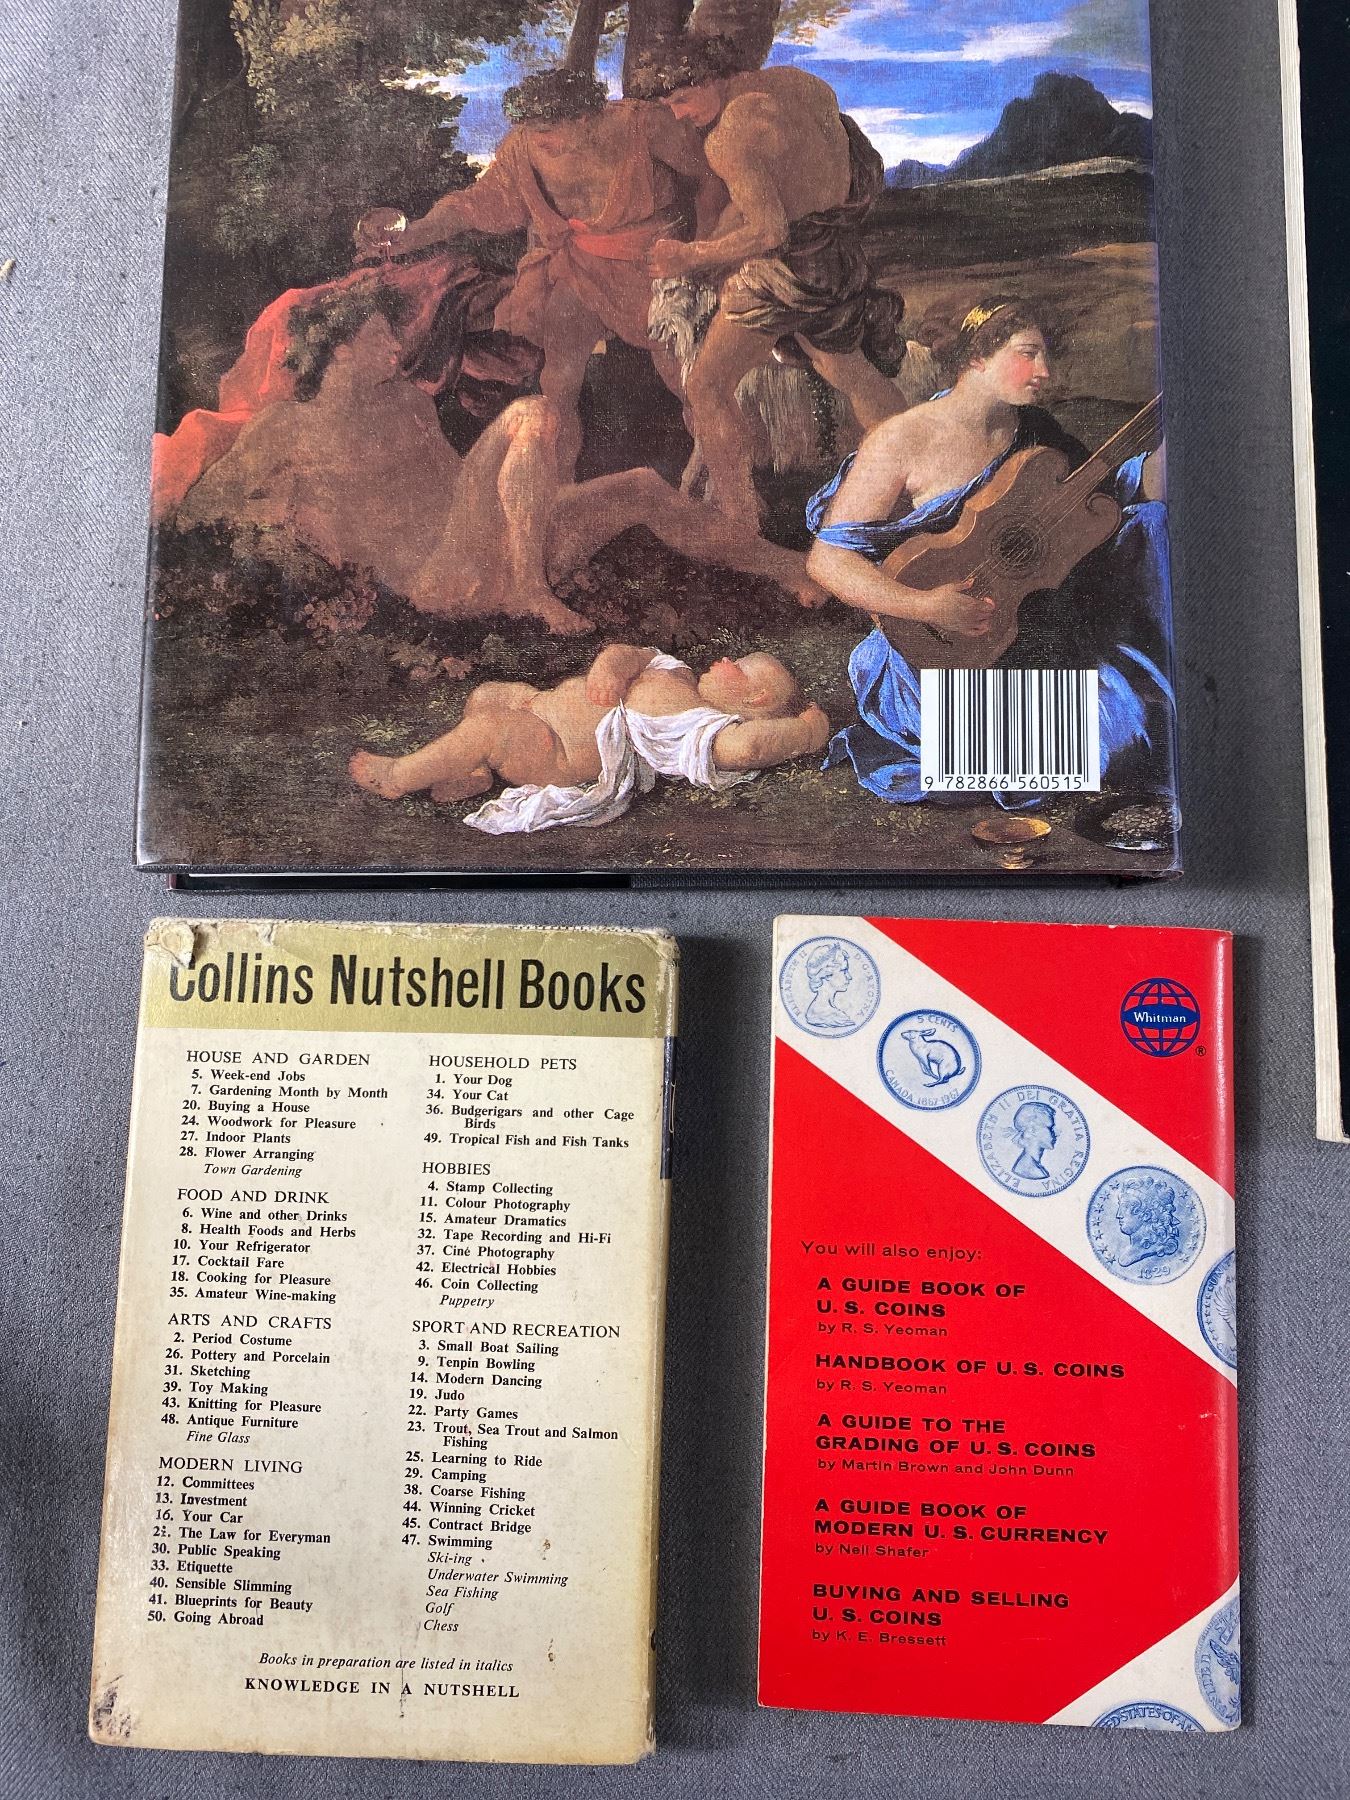 9 782866 560515
Collins Nutshell Books
HOUSE AND GARDEN
5. Week-end Jobs
7. Gardening Month by Month
20. Buying a House
24. Woodwork for Pleasure
27. Indoor Plants
28. Flower Arranging
Town Gardening
FOOD AND DRINK
6. Wine and other Drinks
8. Health Foods and Herbs
10. Your Refrigerator
17. Cocktail Fare
18. Cooking for Pleasure
35. Amateur Wine-making
ARTS AND CRAFTS
2. Period Costume
26. Pottery and Porcelain
31. Sketching
39. Toy Making
43. Knitting for Pleasure
48. Antique Furniture
Fine Glass
MODERN LIVING
12. Committees
13. Investment
16. Your Car
The Law for Everyman
30. Public Speaking
33. Etiquette
40. Sensible Slimming
41. Blueprints for Beauty
50. Going Abroad
HOUSEHOLD PETS
1. Your Dog
34. Your Cat
36. Budgerigars and other Cage
Birds
49. Tropical Fish and Fish Tanks
HOBBIES
4. Stamp Collecting
11. Colour Photography
15. Amateur Dramatics
32. Tape Recording and Hi-Fi
37. Ciné Photography
42. Electrical Hobbies
46. Coin Collecting
Puppetry
SPORT AND RECREATION
3. Small Boat Sailing
9. Tenpin Bowling
14. Modern Dancing
19. Judo
22. Party Games
23. Trout, Sea Trout and Salmon
Fishing
25. Learning to Ride
29. Camping
38. Coarse Fishing
44. Winning Cricket
45. Contract Bridge
47. Swimming
Ski-ing
Underwater Swimming
Sea Fishing
Golf
Chess
Books in preparation are listed in italics
KNOWLEDGE IN A NUTSHELL
Whitman ®
ELIZABETH II D·G·REGINA
5 CENTS
CANADA 1867-1967
ELIZABETH II DEI GRATIA REGINA
1829
You will also enjoy:
A GUIDE BOOK OF
U. S. COINS
by R. S. Yeoman
HANDBOOK OF U. S. COINS
by R. S. Yeoman
A GUIDE TO THE
GRADING OF U. S. COINS
by Martin Brown and John Dunn
A GUIDE BOOK OF
MODERN U. S. CURRENCY
by Neil Shafer
BUYING AND SELLING
U. S. COINS
by K. E. Bressett